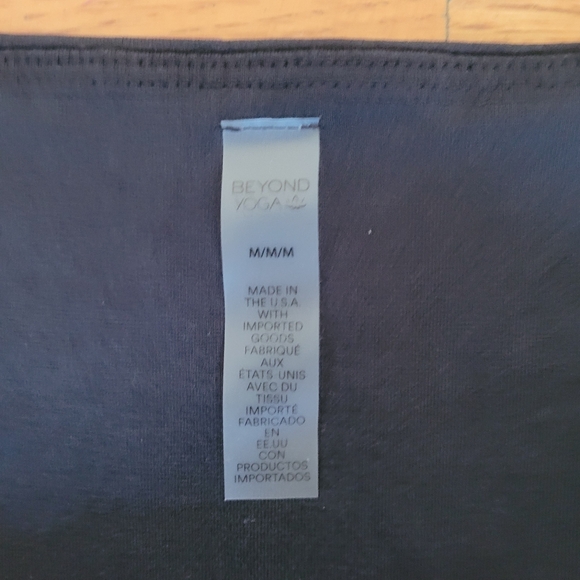 BEYOND
YOGA
M/M/M
MADE IN
THE U.S.A
WITH
IMPORTED
GOODS
FABRIQUÉ
AUX
ÉTATS UNIS
AVEC DU
TISSU
IMPORTÉ
FABRICADO
EN
EE.UU
CON
PRODUCTOS
IMPORTADOS